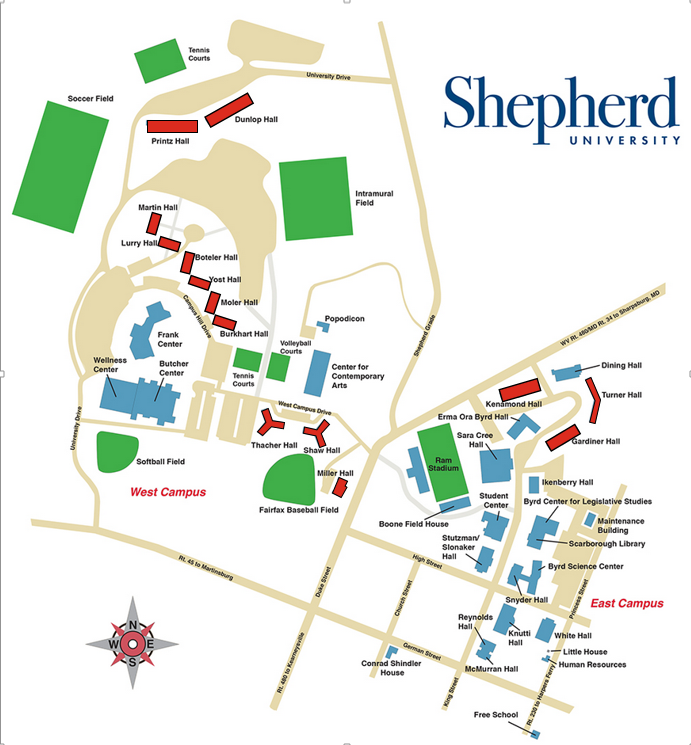 Tennis
Courts
University Drive
Soccer Field
Dunlop Hall
Printz Hall
Shepherd
UNIVERSITY
Intramural
Field
Martin Hall
Lurry Hall
Boteler Hall
Yost Hall
Moler Hall
Burkhart Hall
Campus Hill Drive
Popodicon
Shepherd Grade
WV Rt. 480/MD Rt. 34 to Sharpsburg, MD
Frank
Center
Volleyball
Courts
Wellness
Center
Butcher
Center
Tennis
Courts
Center for
Contemporary
Arts
Dining Hall
Turner Hall
Kenamond Hall
University Drive
West Campus Drive
Erma Ora Byrd Hall
Sara Cree
Hall
Gardiner Hall
Thacher Hall
Shaw Hall
Softball Field
Ram
Stadium
Miller Hall
Ikenberry Hall
West Campus
Fairfax Baseball Field
Student
Center
Byrd Center for Legislative Studies
Boone Field House
Maintenance
Building
Stutzman/
Slonaker
Hall
Scarborough Library
Rt. 45 to Martinsburg
High Street
Byrd Science Center
Duke Street
Church Street
Snyder Hall
Princess Street
East Campus
N
W E
S
Reynolds
Hall
Knutti
Hall
White Hall
German Street
Little House
Human Resources
Conrad Shindler
House
McMurran Hall
Rt. 480 to Kearneysville
King Street
Rt. 230 to Harpers Ferry
Free School